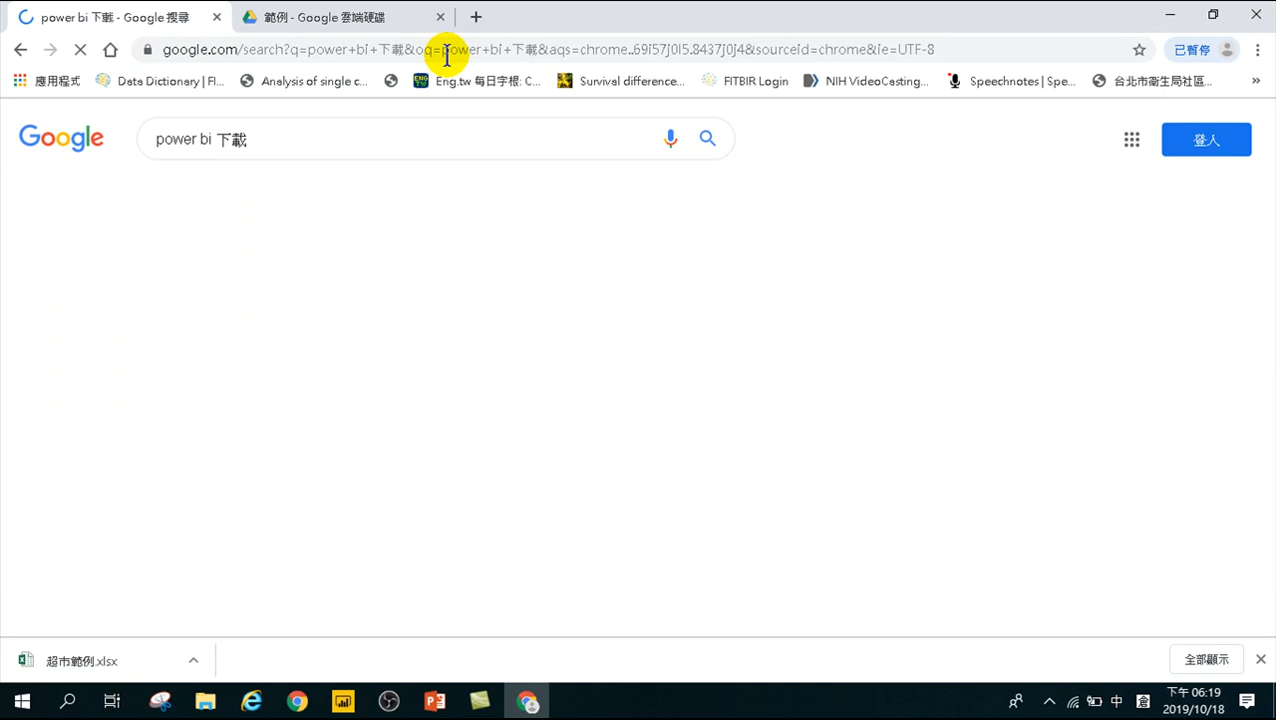 power bi 下載 - Google 搜尋
範例 - Google 雲端硬碟
google.com/search?q=power+bi+下載&oq=power+bi+下載&aqs=chrome..69i57j0l5.8437j0j4&sourceid=chrome&ie=UTF-8
已暫停
應用程式
Data Dictionary | Fl...
Analysis of single c...
Eng.tw 每日字根: C...
Survival difference...
FITBIR Login
NIH VideoCasting...
Speechnotes | Spe...
台北市衛生局社區...
»
Google
power bi 下載
登入
超市範例.xlsx
全部顯示
中
倉
下午 06:19
2019/10/18